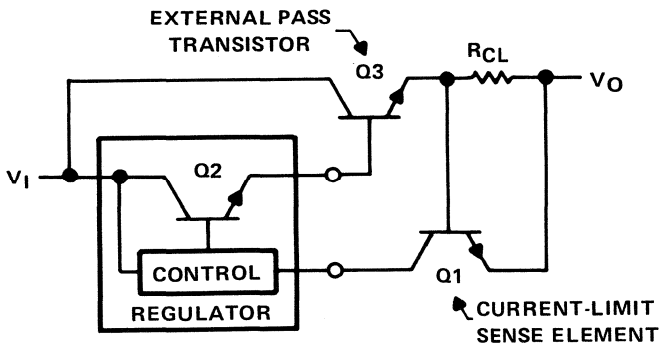 EXTERNAL PASS
TRANSISTOR
Q3
RCL
VO
VI
Q2
CONTROL
REGULATOR
Q1
CURRENT-LIMIT
SENSE ELEMENT